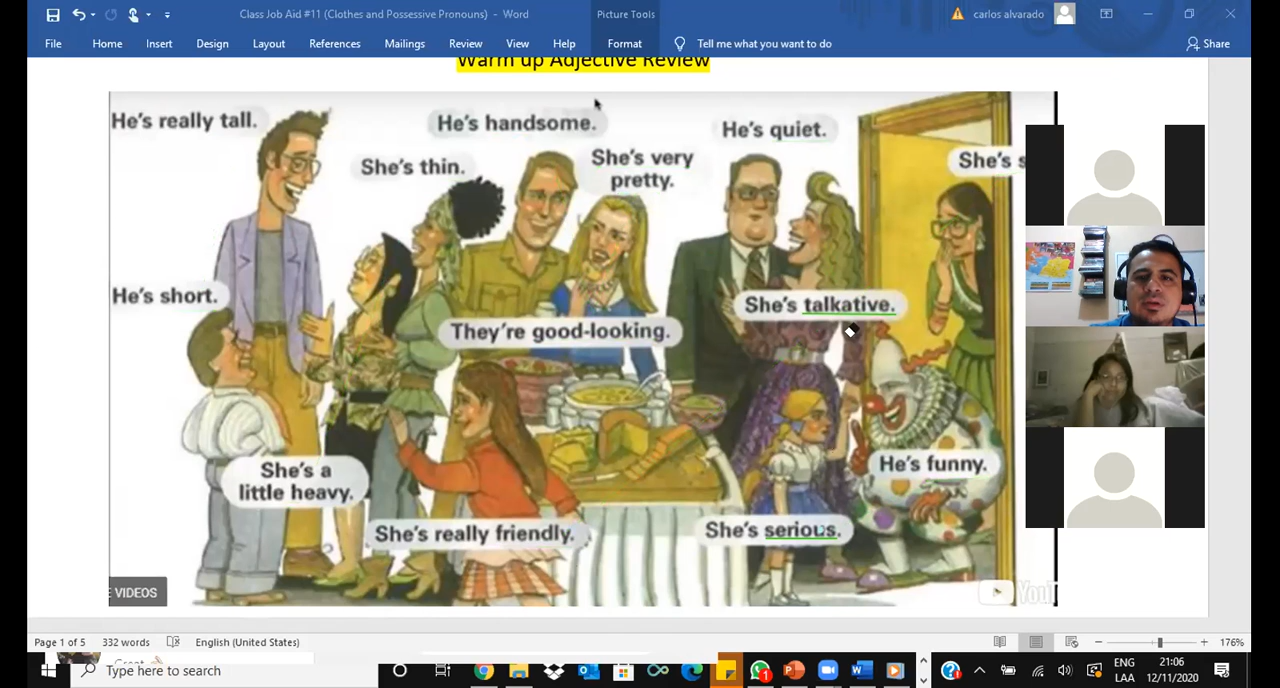 Class Job Aid #11 (Clothes and Possessive Pronouns) - Word
Picture Tools
carlos alvarado
File Home Insert Design Layout References Mailings Review View Help Format Tell me what you want to do Share
Warm up Adjective Review
He's really tall.
He's handsome.
He's quiet.
She's thin.
She's very
pretty.
She's s
He's short.
She's talkative.
They're good-looking.
She's a
little heavy.
He's funny.
She's really friendly.
She's serious.
E VIDEOS
Page 1 of 5 332 words English (United States) 176%
Type here to search
1
ENG
LAA
21:06
12/11/2020